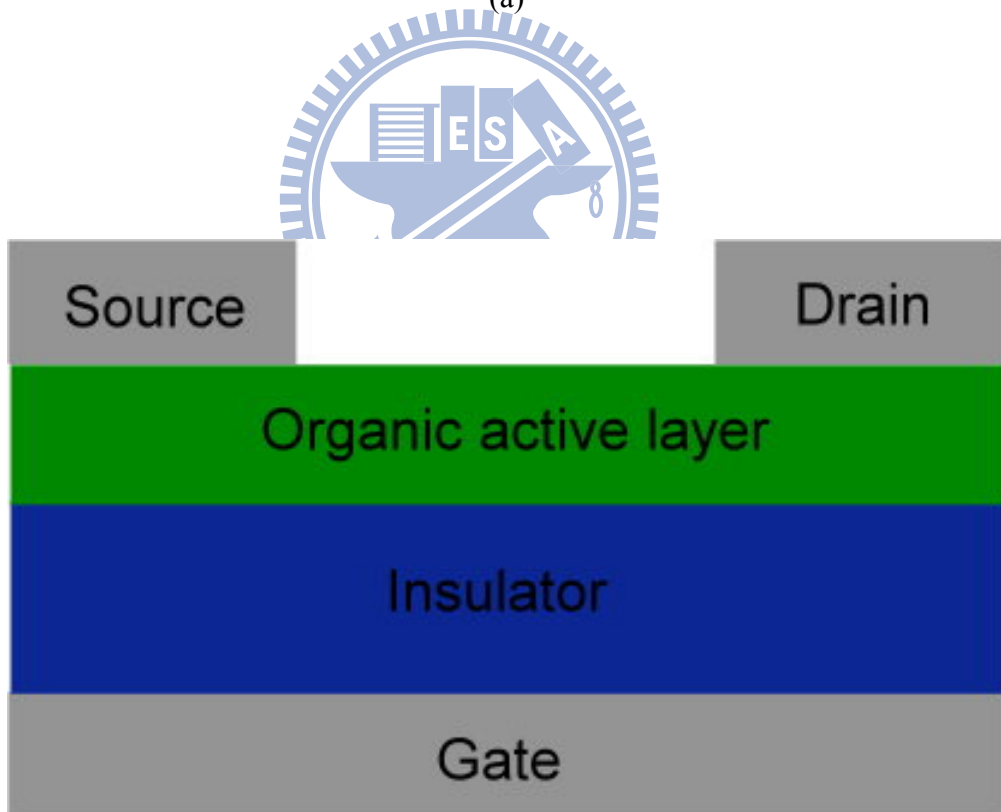 (a)
E S A
Source Drain
Organic active layer
Insulator
Gate